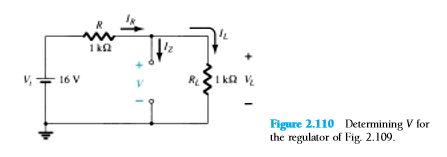 R
I_R
1 kΩ
I_Z
I_L
+
V_i
16 V
V
R_L
1 kΩ
V_L
+
–
–
Figure 2.110 Determining V for
the regulator of Fig. 2.109.